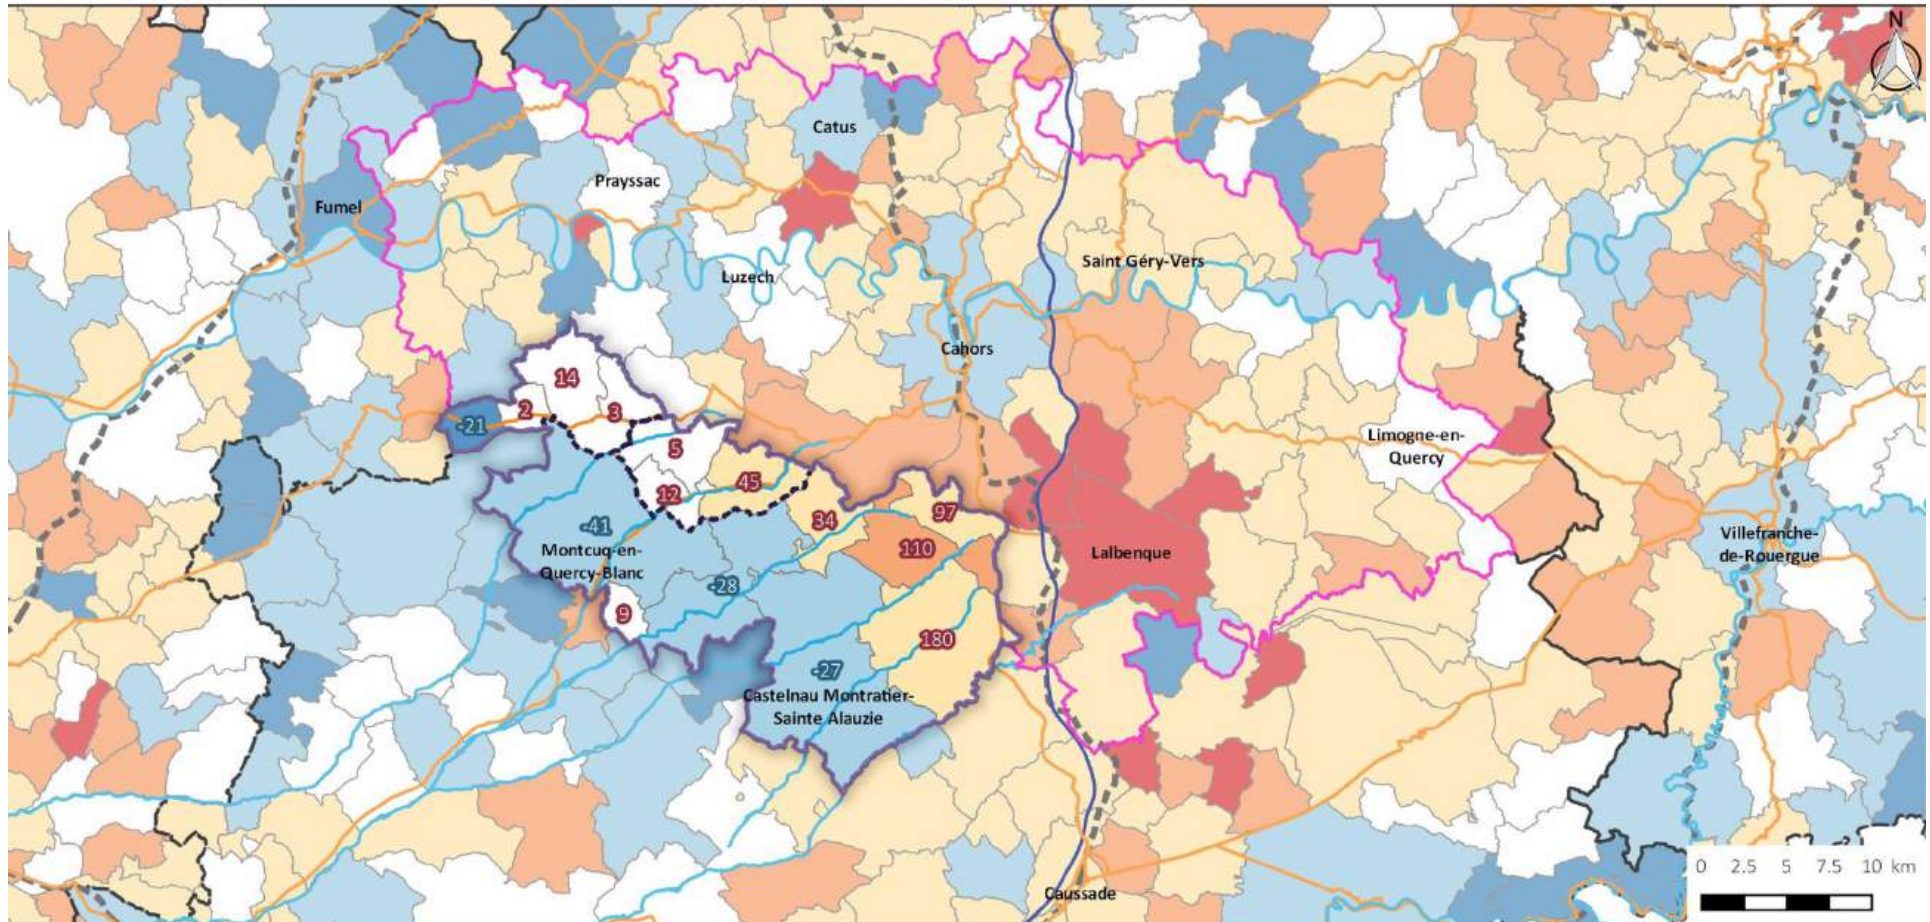 N
Catus
Prayssac
Fumel
Saint Géry-Vers
Luzech
Cahors
14
2
3
-21
Limogne-en-
Quercy
5
45
12
97
34
-41
110
Montcuq-en-
Quercy-Blanc
Lalbenque
Villefranche-
de-Rouergue
-28
9
180
-27
Castelnau Montratier-
Sainte Alauzie
0 2.5 5 7.5 10 km
Caussade